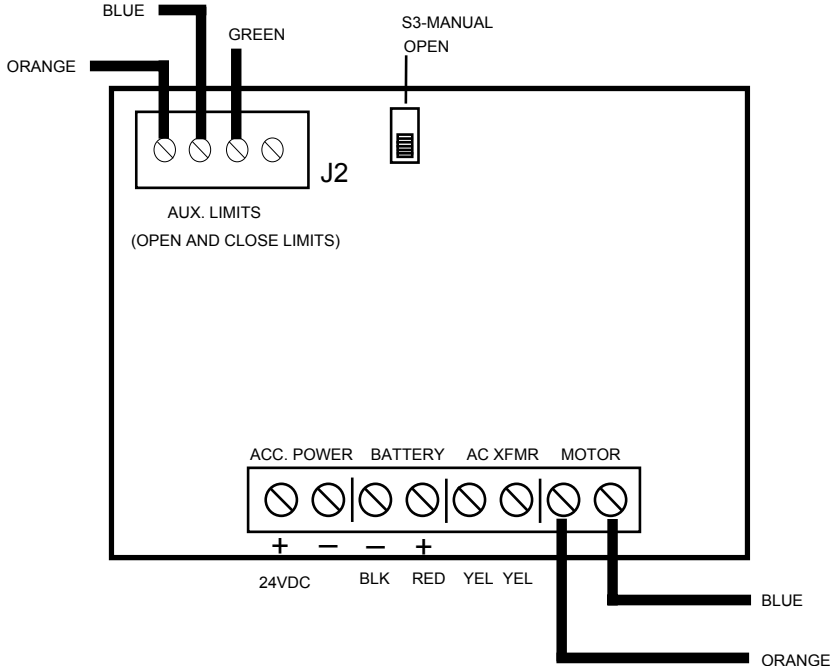 BLUE
GREEN
S3-MANUAL
OPEN
ORANGE
J2
AUX. LIMITS
(OPEN AND CLOSE LIMITS)
ACC. POWER BATTERY AC XFMR MOTOR
+ – – +
24VDC BLK RED YEL YEL
BLUE
ORANGE